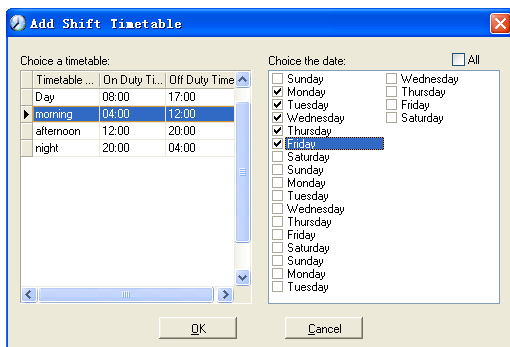 Add Shift Timetable
Choice a timetable:
Timetable ... On Duty Ti... Off Duty Time
Day 08:00 17:00
morning 04:00 12:00
afternoon 12:00 20:00
night 20:00 04:00
Choice the date:
All
Sunday
Monday
Tuesday
Wednesday
Thursday
Friday
Saturday
Sunday
Monday
Tuesday
Wednesday
Thursday
Friday
Saturday
Sunday
Monday
Tuesday
Wednesday
Thursday
Friday
Saturday
OK
Cancel